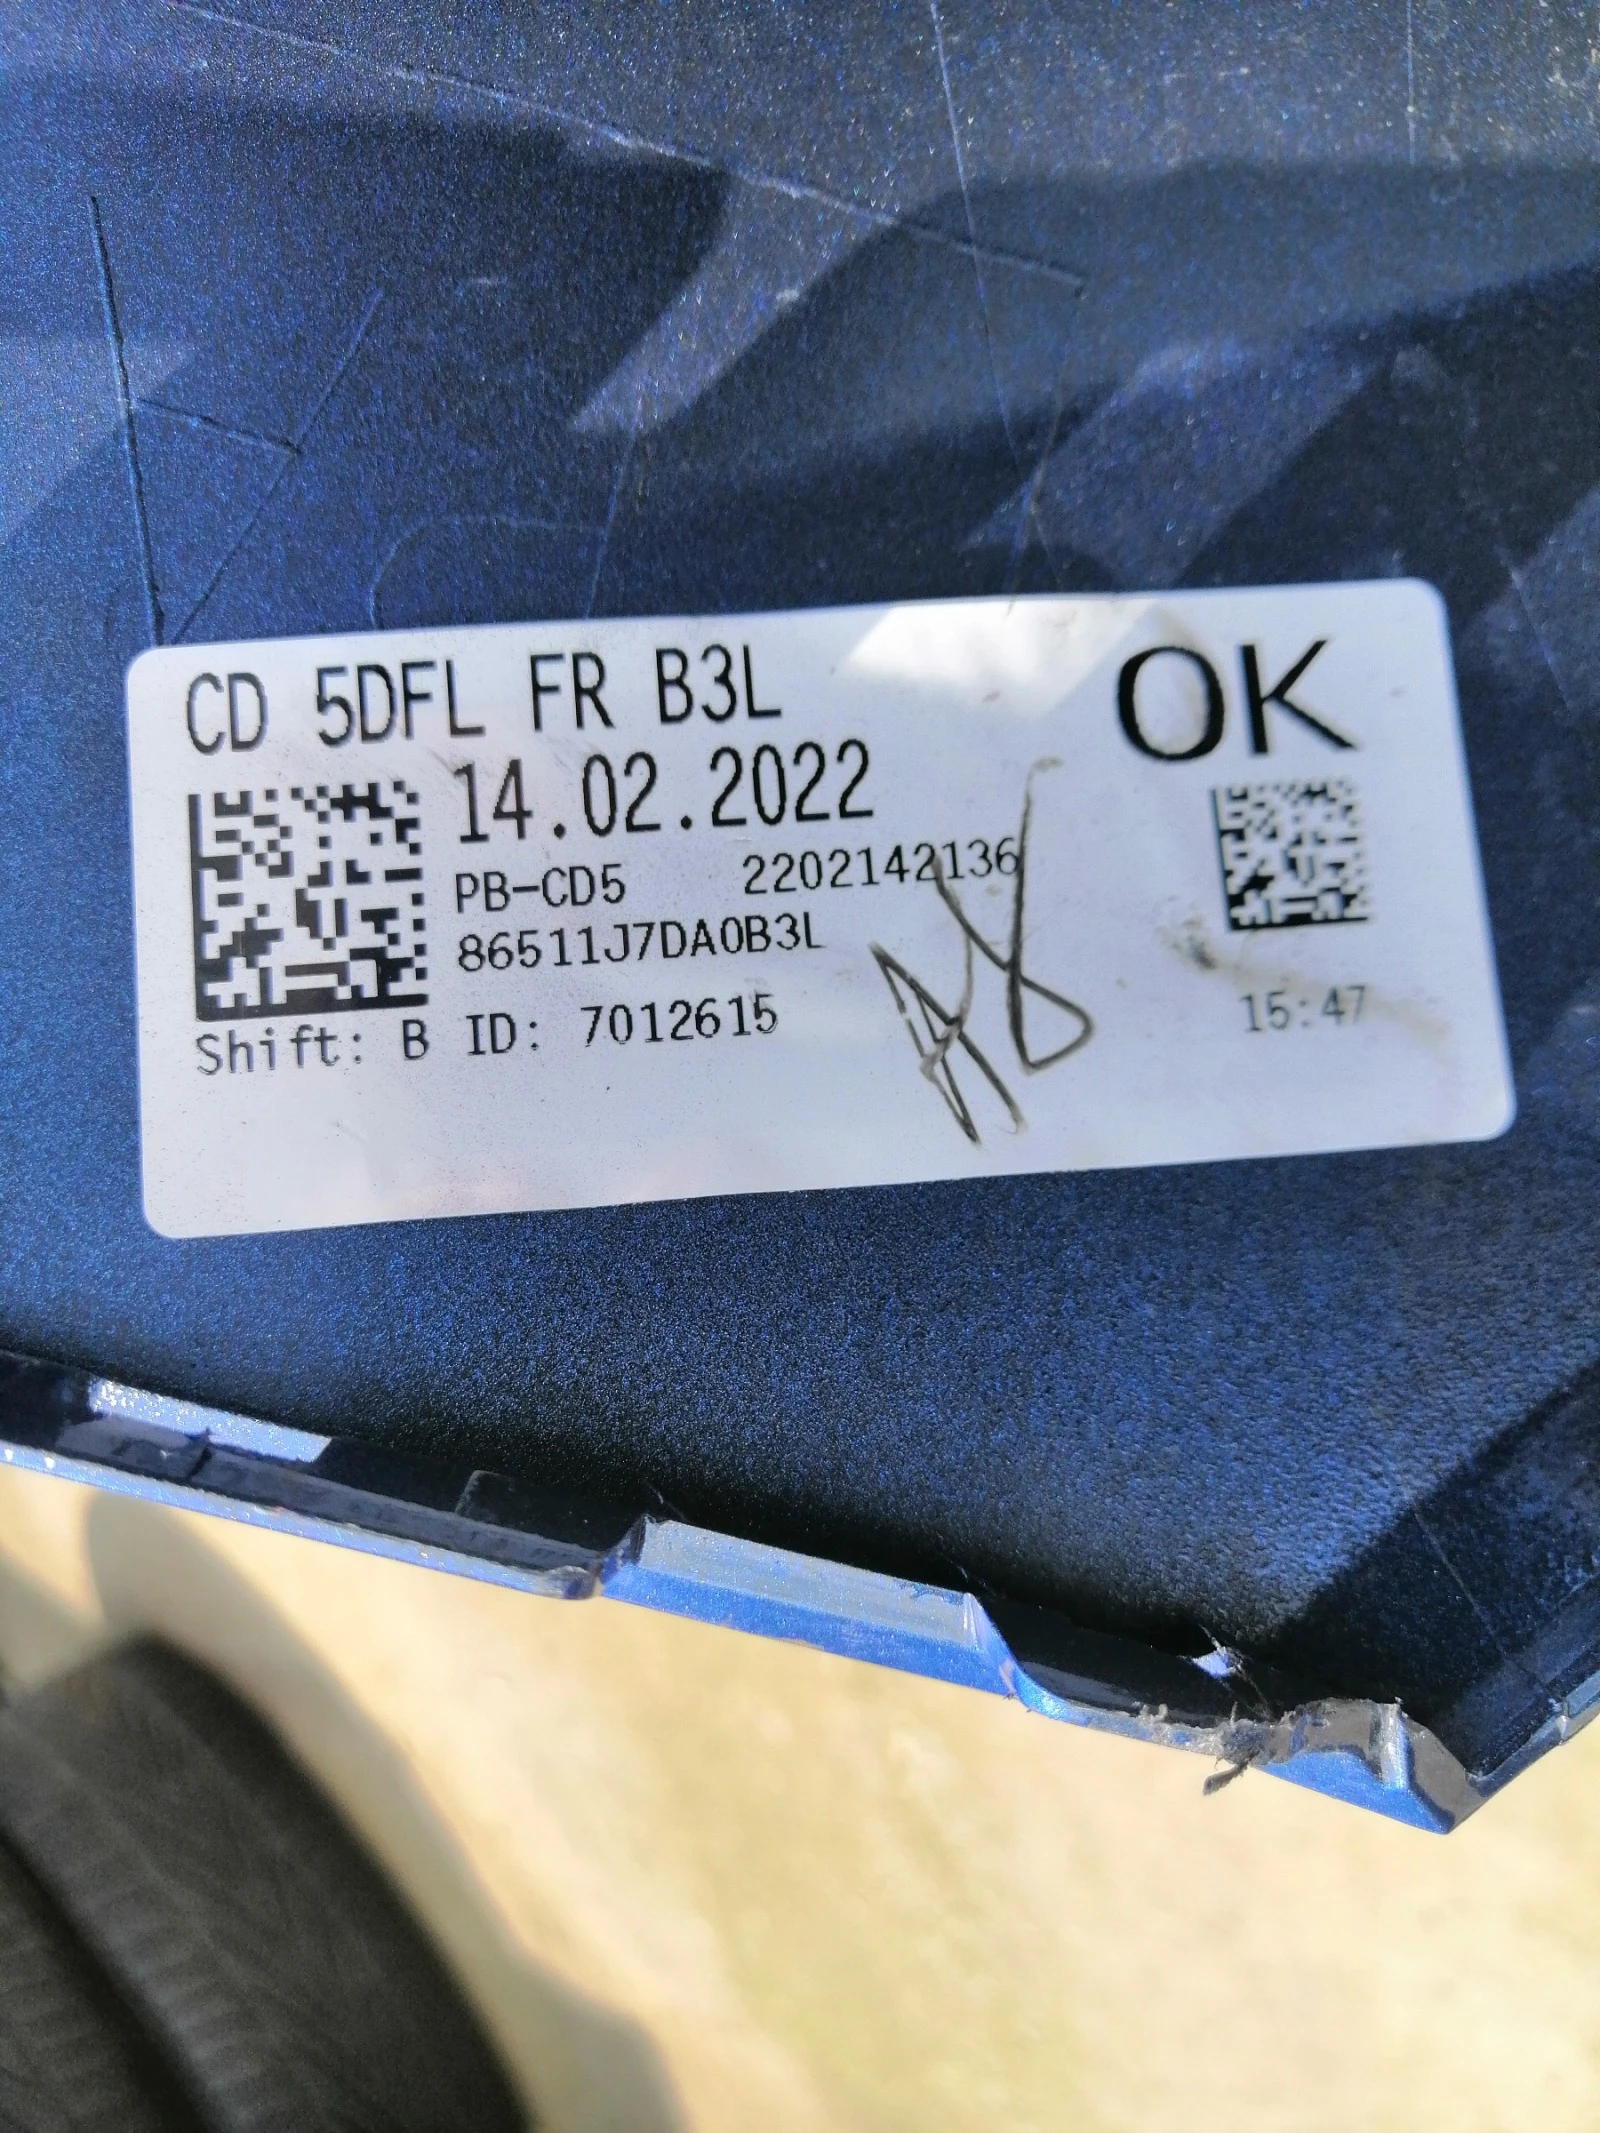 CD 5DFL FR B3L
OK
14.02.2022
PB-CD5 2202142136
86511J7DA0B3L
Shift: B ID: 7012615
15:47